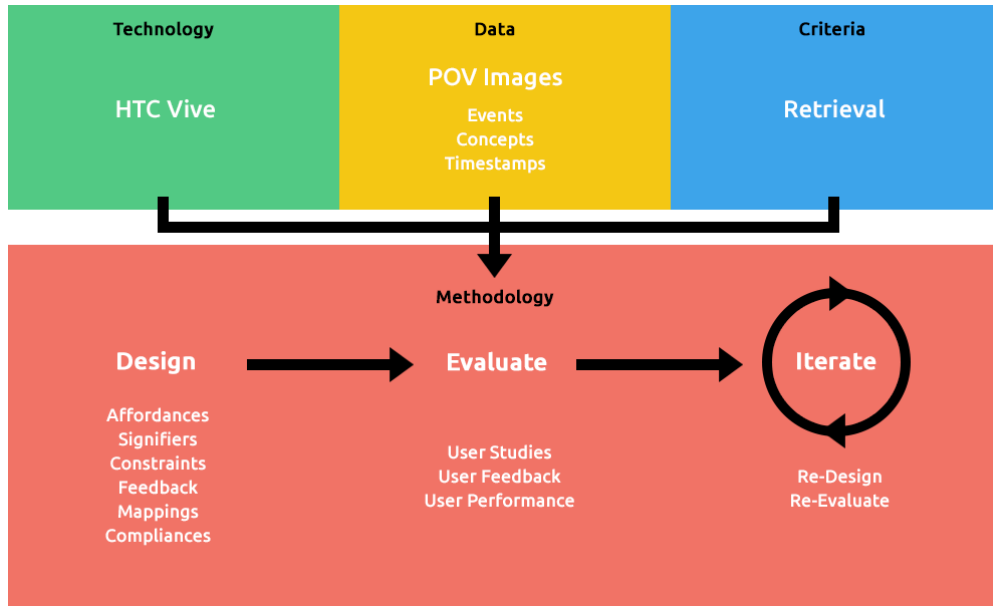 Technology
HTC Vive
Data
POV Images
Events
Concepts
Timestamps
Criteria
Retrieval
Methodology
Design
Affordances
Signifiers
Constraints
Feedback
Mappings
Compliances
Evaluate
User Studies
User Feedback
User Performance
Iterate
Re-Design
Re-Evaluate